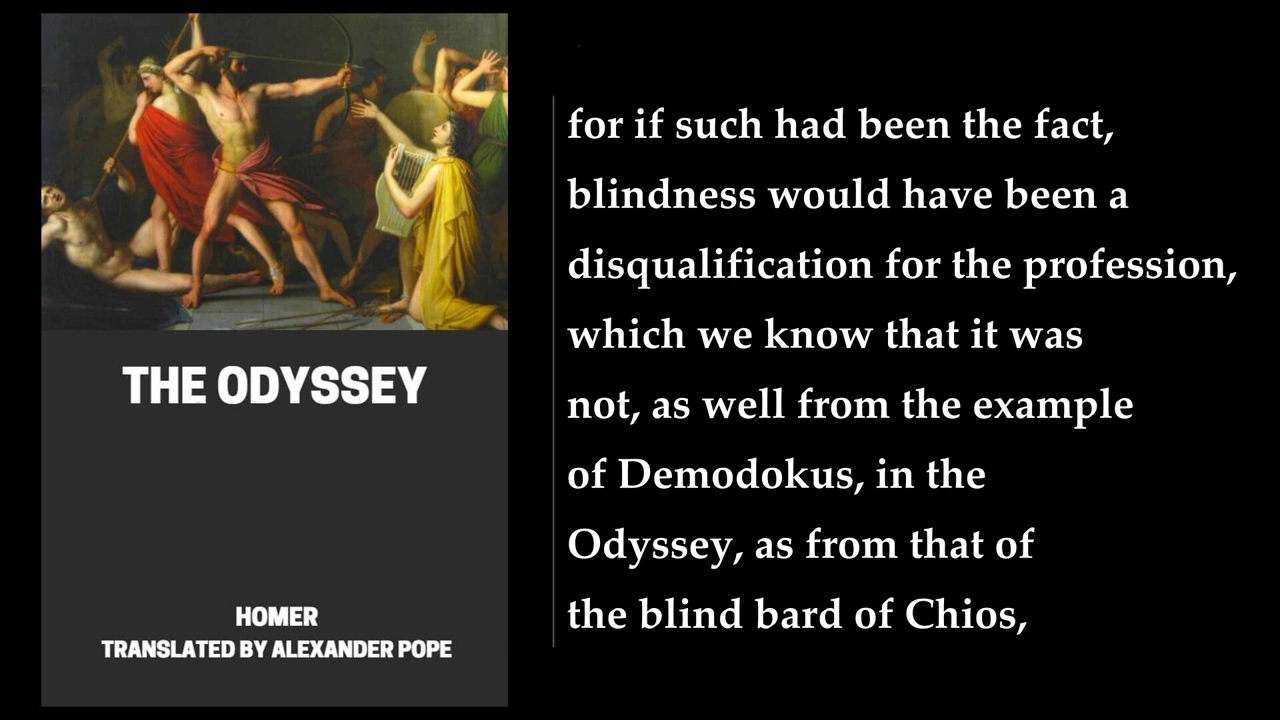 THE ODYSSEY
HOMER
TRANSLATED BY ALEXANDER POPE
for if such had been the fact,
blindness would have been a
disqualification for the profession,
which we know that it was
not, as well from the example
of Demodokus, in the
Odyssey, as from that of
the blind bard of Chios,